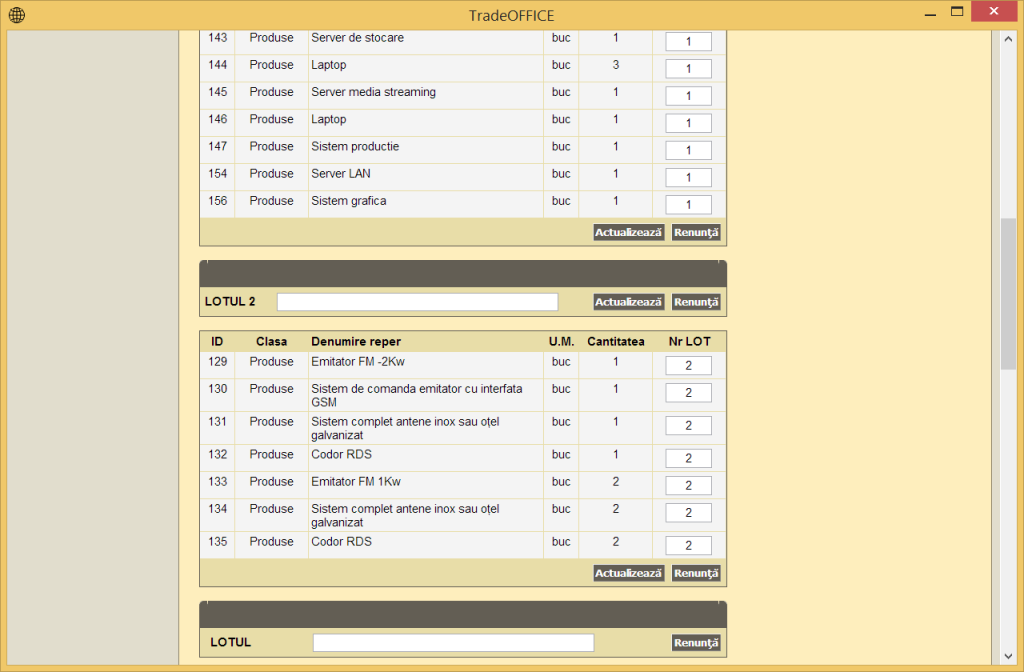 TradeOFFICE
143 Produse Server de stocare buc 1 1
144 Produse Laptop buc 3 1
145 Produse Server media streaming buc 1 1
146 Produse Laptop buc 1 1
147 Produse Sistem productie buc 1 1
154 Produse Server LAN buc 1 1
156 Produse Sistem grafica buc 1 1
Actualizează Renunţă
LOTUL 2 Actualizează Renunţă
ID Clasa Denumire reper U.M. Cantitatea Nr LOT
129 Produse Emitator FM -2Kw buc 1 2
130 Produse Sistem de comanda emitator cu interfata buc 1 2
GSM
131 Produse Sistem complet antene inox sau oțel buc 1 2
galvanizat
132 Produse Codor RDS buc 1 2
133 Produse Emitator FM 1Kw buc 2 2
134 Produse Sistem complet antene inox sau oțel buc 2 2
galvanizat
135 Produse Codor RDS buc 2 2
Actualizează Renunţă
LOTUL Renunţă